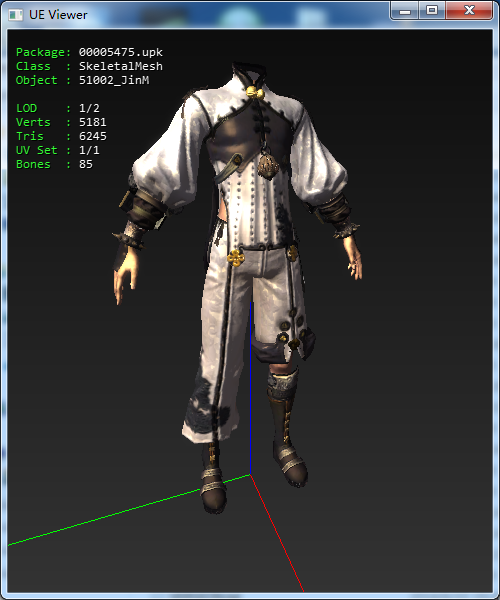 UE Viewer
Package: 00005475.upk
Class : SkeletalMesh
Object : 51002_JinM
LOD : 1/2
Verts : 5181
Tris : 6245
UV Set : 1/1
Bones : 85